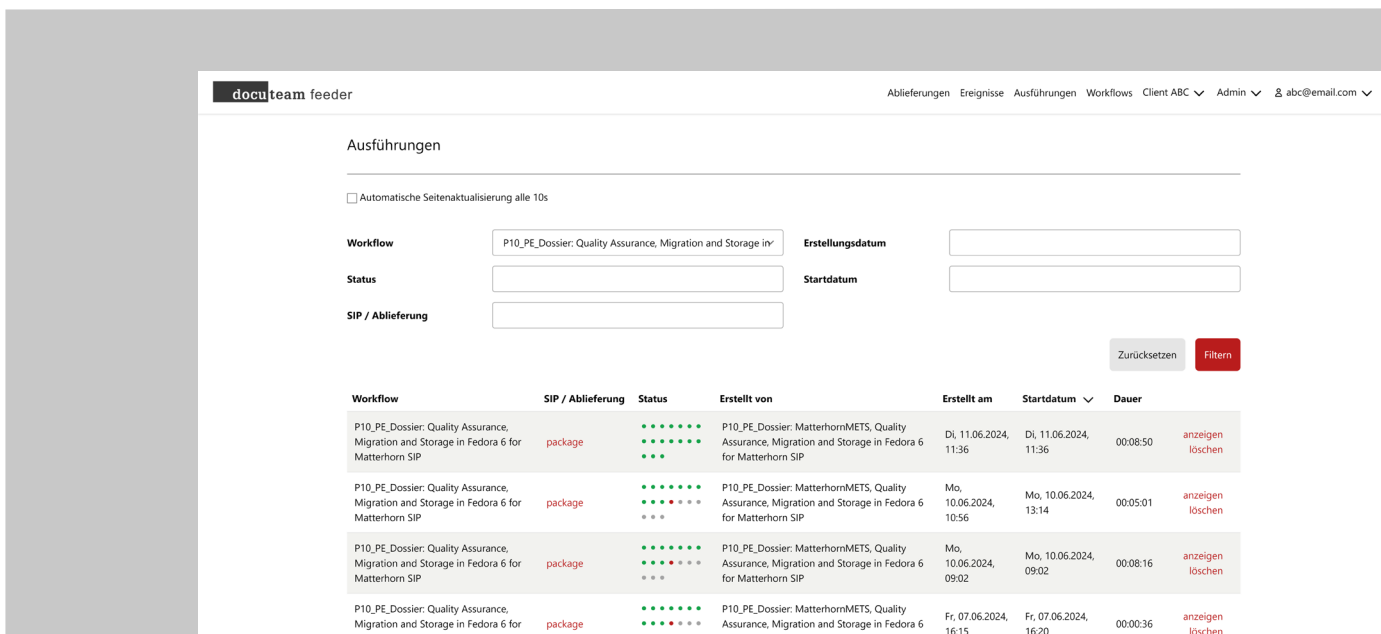 docuteam feeder
Ablieferungen Ereignisse Ausführungen Workflows Client ABC Admin abc@email.com
Ausführungen
Automatische Seitenaktualisierung alle 10s
Workflow P10_PE_Dossier: Quality Assurance, Migration and Storage in Erstellungsdatum
Status Startdatum
SIP / Ablieferung
Zurücksetzen Filtern
Workflow SIP / Ablieferung Status Erstellt von Erstellt am Startdatum Dauer
P10_PE_Dossier: Quality Assurance,
Migration and Storage in Fedora 6 for
Matterhorn SIP
package
P10_PE_Dossier: MatterhornMETS, Quality
Assurance, Migration and Storage in Fedora 6
for Matterhorn SIP
Di, 11.06.2024,
11:36
Di, 11.06.2024,
11:36
00:08:50
anzeigen
löschen
P10_PE_Dossier: Quality Assurance,
Migration and Storage in Fedora 6 for
Matterhorn SIP
package
P10_PE_Dossier: MatterhornMETS, Quality
Assurance, Migration and Storage in Fedora 6
for Matterhorn SIP
Mo,
10.06.2024,
10:56
Mo, 10.06.2024,
13:14
00:05:01
anzeigen
löschen
P10_PE_Dossier: Quality Assurance,
Migration and Storage in Fedora 6 for
Matterhorn SIP
package
P10_PE_Dossier: MatterhornMETS, Quality
Assurance, Migration and Storage in Fedora 6
for Matterhorn SIP
Mo,
10.06.2024,
09:02
Mo, 10.06.2024,
09:02
00:08:16
anzeigen
löschen
P10_PE_Dossier: Quality Assurance,
Migration and Storage in Fedora 6 for
package
P10_PE_Dossier: MatterhornMETS, Quality
Assurance, Migration and Storage in Fedora 6
Fr, 07.06.2024,
16:15
Fr, 07.06.2024,
16:20
00:00:36
anzeigen
löschen